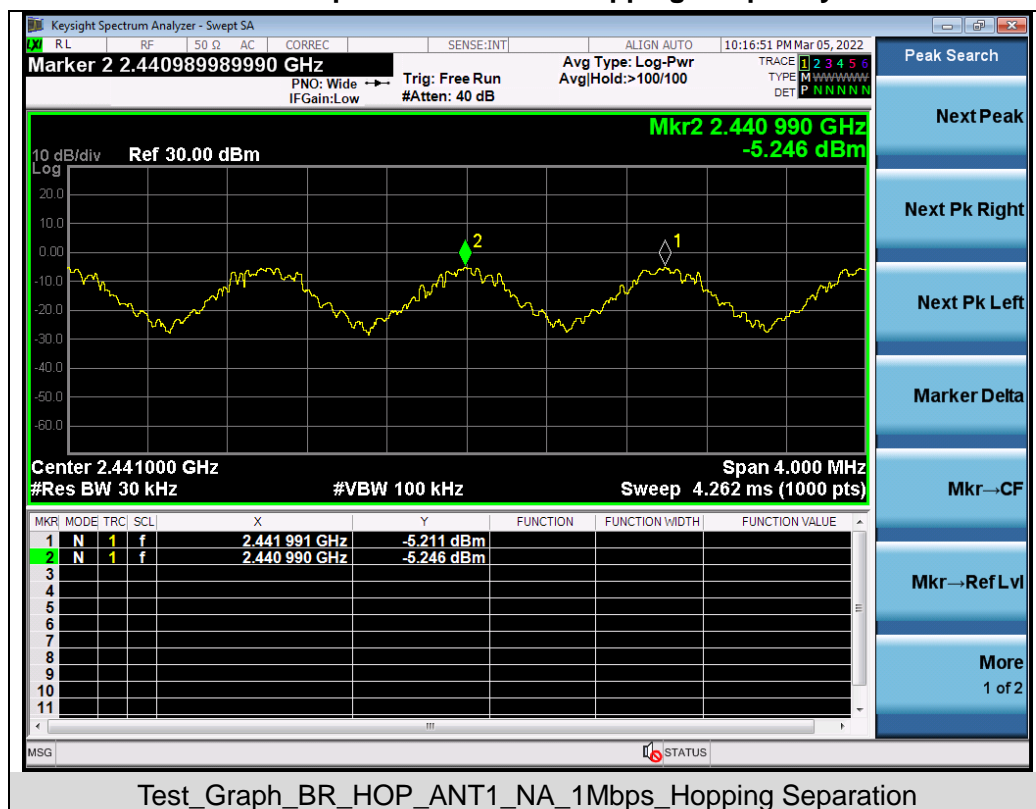 Keysight Spectrum Analyzer - Swept SA
LXI RL RF 50 Ω AC CORREC SENSE:INT ALIGN AUTO 10:16:51 PM Mar 05, 2022
Marker 2 2.440989989990 GHz
PNO: Wide
IFGain:Low
Trig: Free Run
#Atten: 40 dB
Avg Type: Log-Pwr
Avg|Hold:>100/100
TRACE 1 2 3 4 5 6
TYPE M WWWWW
DET P N N N N N
Mkr2 2.440 990 GHz
-5.246 dBm
10 dB/div Ref 30.00 dBm
Log
20.0
10.0
0.00
-10.0
-20.0
-30.0
-40.0
-50.0
-60.0
2
1
Center 2.441000 GHz Span 4.000 MHz
#Res BW 30 kHz #VBW 100 kHz Sweep 4.262 ms (1000 pts)
MKR MODE TRC SCL X Y FUNCTION FUNCTION WIDTH FUNCTION VALUE
1 N 1 f 2.441 991 GHz -5.211 dBm
2 N 1 f 2.440 990 GHz -5.246 dBm
3
4
5
6
7
8
9
10
11
MSG STATUS
Peak Search
Next Peak
Next Pk Right
Next Pk Left
Marker Delta
Mkr→CF
Mkr→Ref Lvl
More
1 of 2
Test_Graph_BR_HOP_ANT1_NA_1Mbps_Hopping Separation